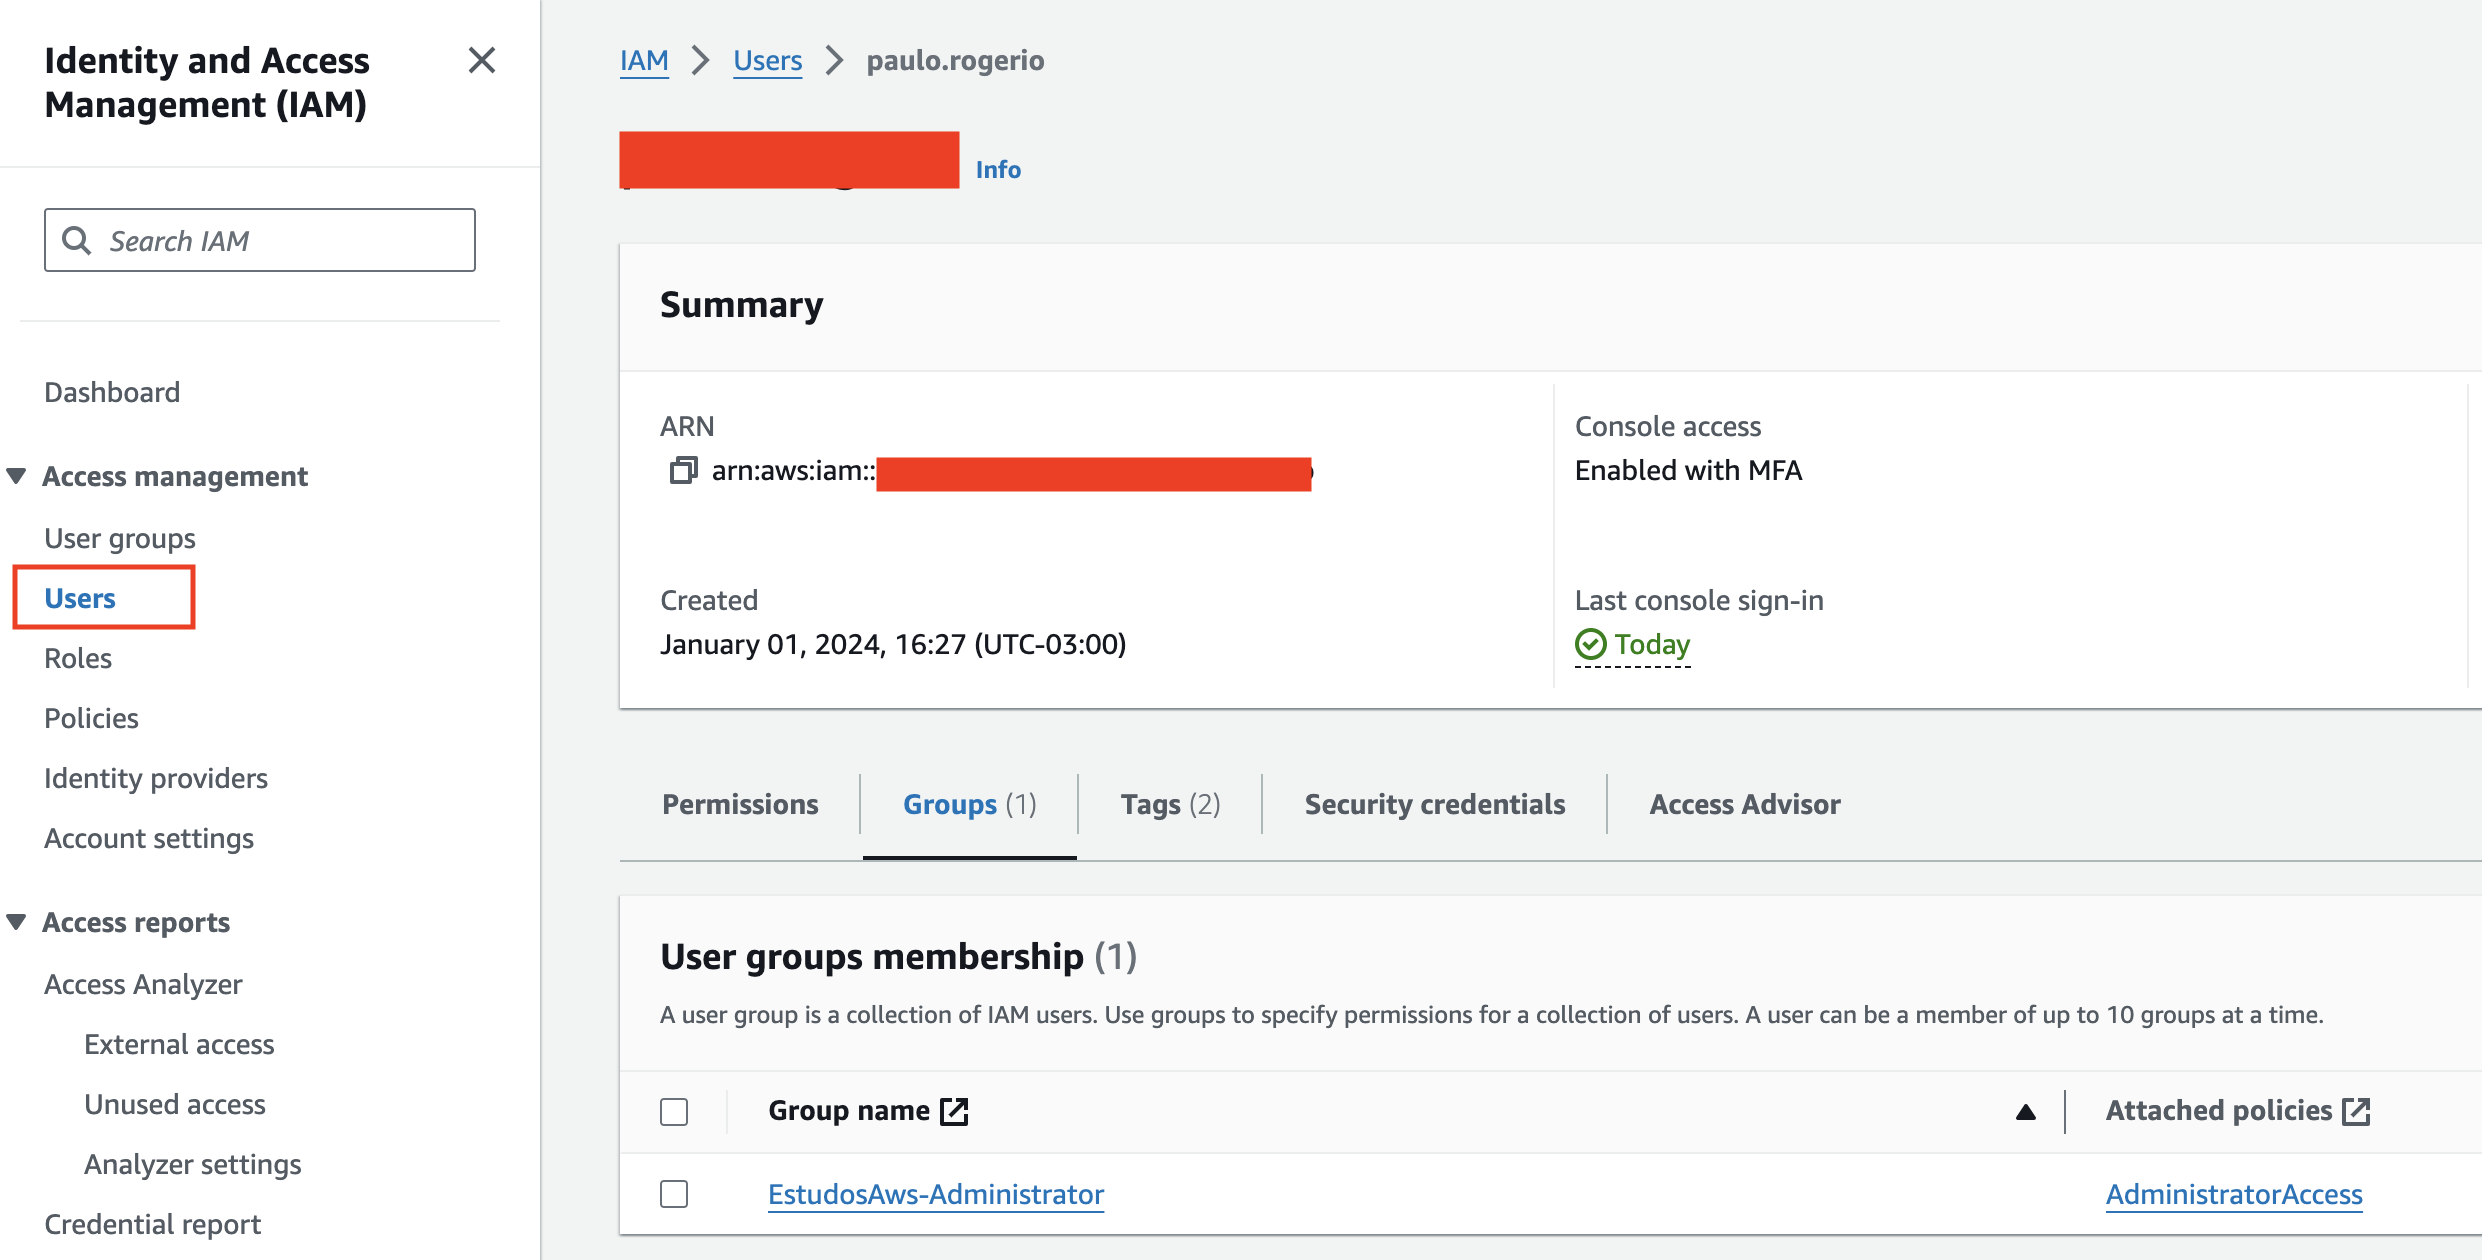 Identity and Access
Management (IAM)
Search IAM
Dashboard
Access management
User groups
Users
Roles
Policies
Identity providers
Account settings
Access reports
Access Analyzer
External access
Unused access
Analyzer settings
Credential report
IAM > Users > paulo.rogerio
Info
Summary
ARN
arn:aws:iam::
Console access
Enabled with MFA
Created
January 01, 2024, 16:27 (UTC-03:00)
Last console sign-in
Today
Permissions
Groups (1)
Tags (2)
Security credentials
Access Advisor
User groups membership (1)
A user group is a collection of IAM users. Use groups to specify permissions for a collection of users. A user can be a member of up to 10 groups at a time.
Group name
Attached policies
EstudosAws-Administrator
AdministratorAccess